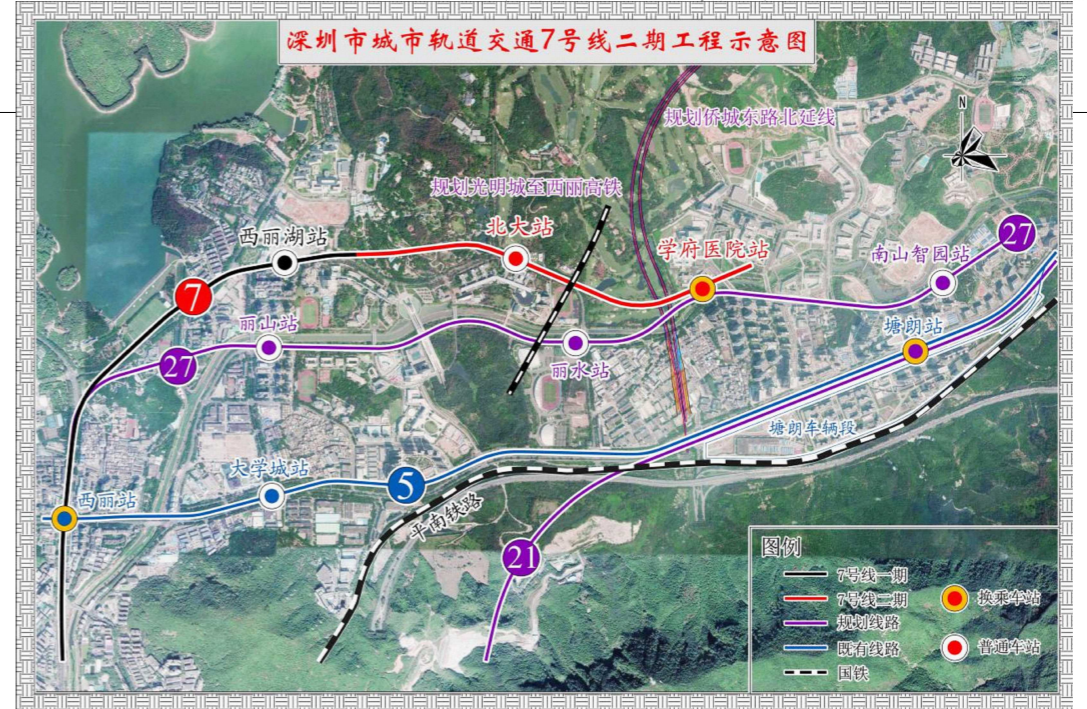 深圳市城市轨道交通7号线二期工程示意图
规划侨城东路北延线
N
规划光明城至西丽高铁
北大站
西丽湖站
学府医院站
南山智园站
27
7
丽山站
塘朗站
27
丽水站
塘朗车辆段
大学城站
西丽站
5
平南铁路
21
图例
7号线一期
7号线二期
换乘车站
规划线路
既有线路
普通车站
国铁